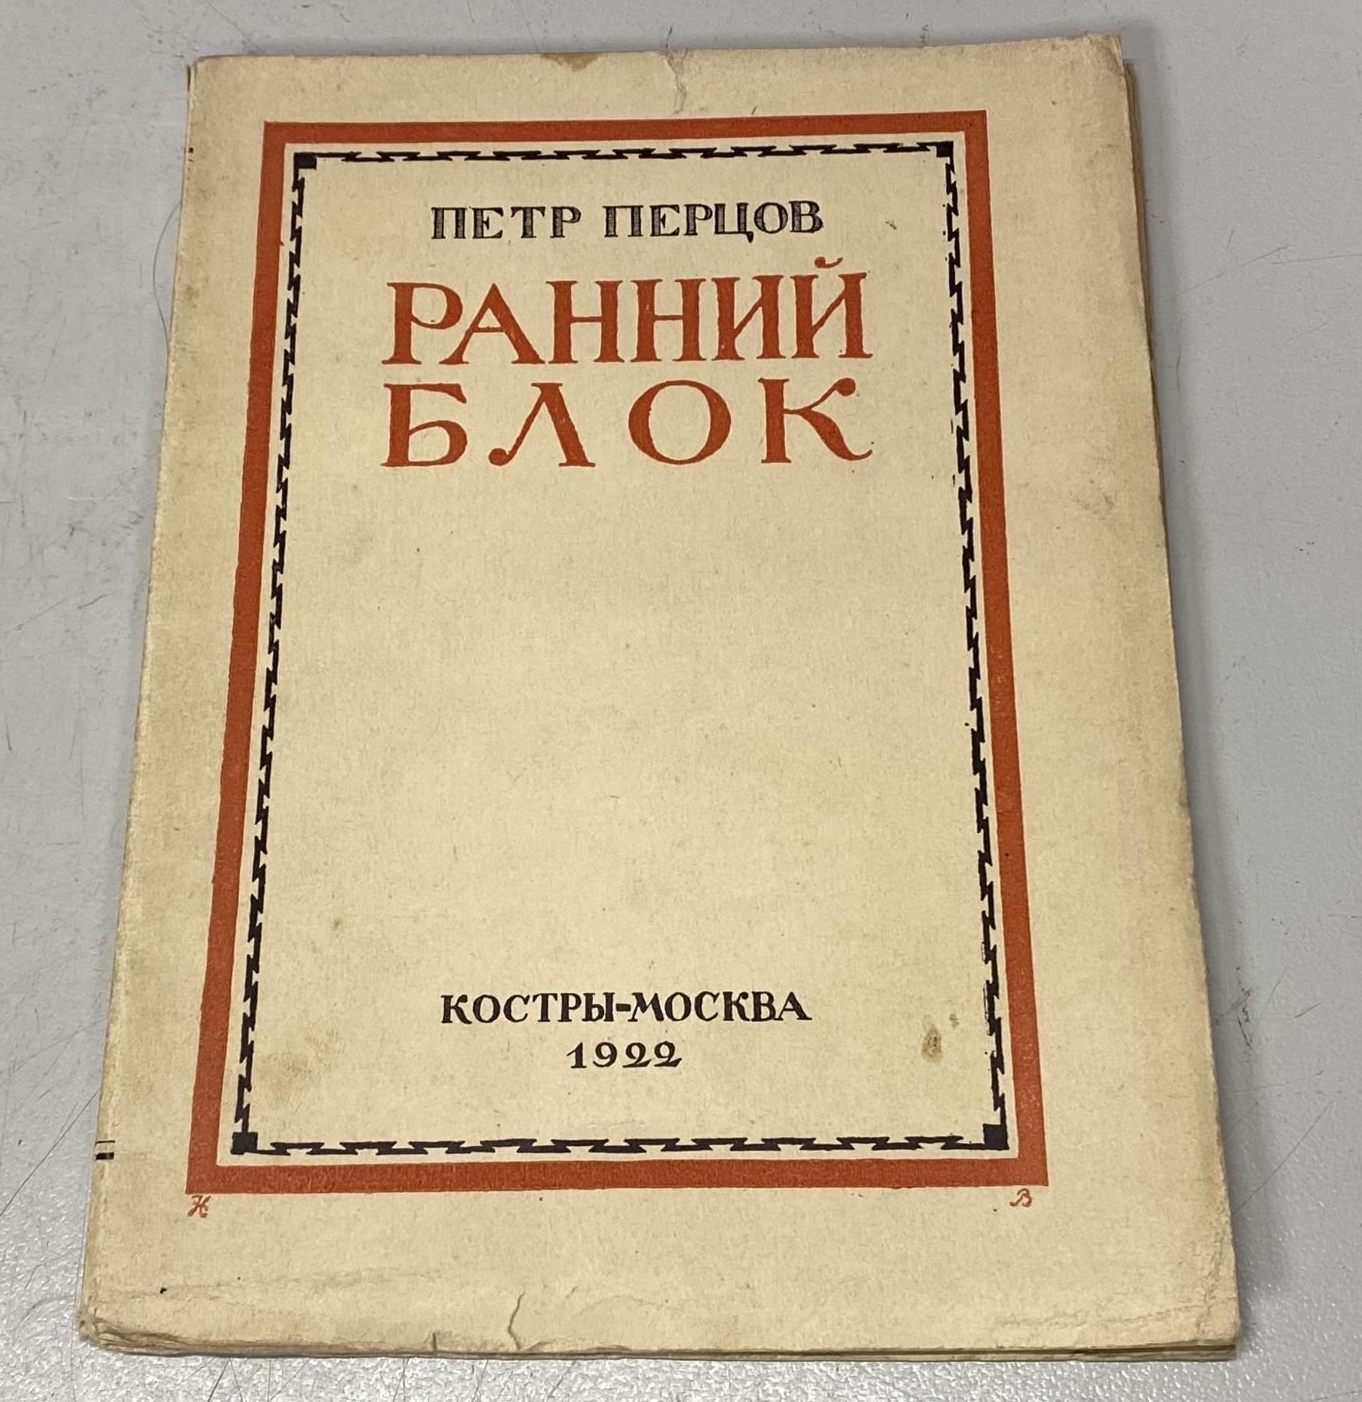 ПЕТР ПЕРЦОВ
РАННИЙ
БЛОК
КОСТРЫ-МОСКВА
1922
Н В